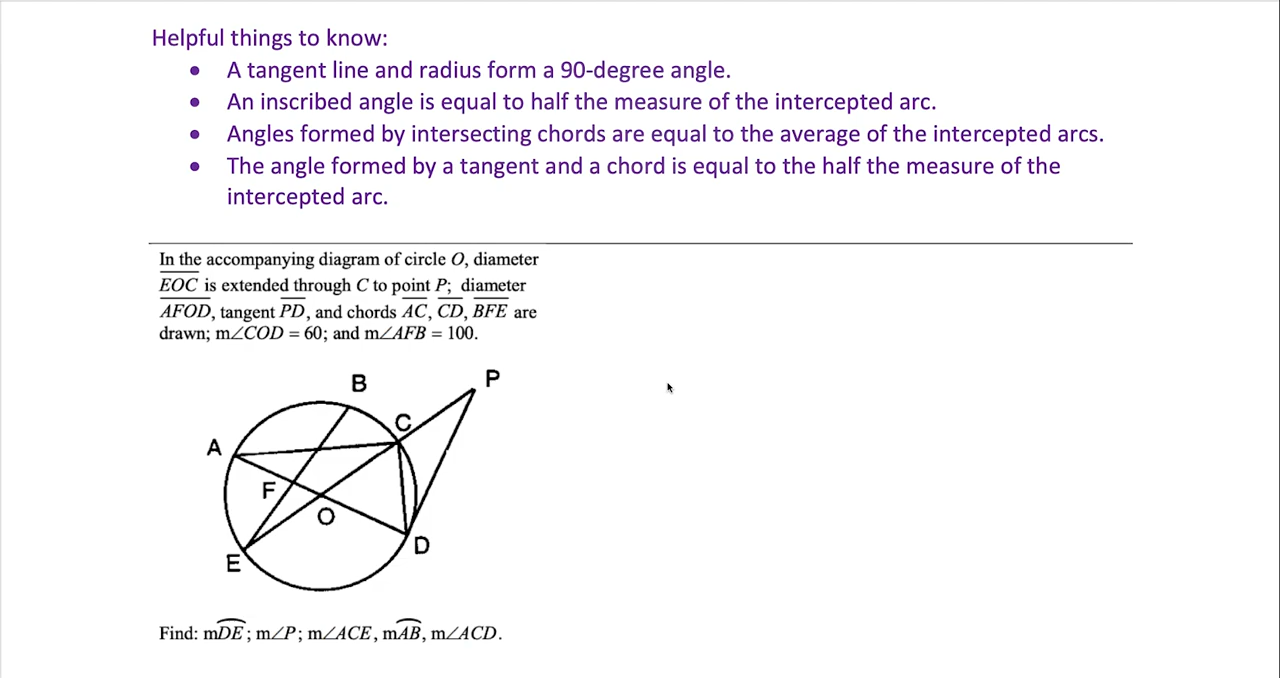 Helpful things to know:
• A tangent line and radius form a 90-degree angle.
• An inscribed angle is equal to half the measure of the intercepted arc.
• Angles formed by intersecting chords are equal to the average of the intercepted arcs.
• The angle formed by a tangent and a chord is equal to the half the measure of the
intercepted arc.
In the accompanying diagram of circle O, diameter
EOC is extended through C to point P; diameter
AFOD, tangent PD, and chords AC, CD, BFE are
drawn; m∠COD = 60; and m∠AFB = 100.
B
P
C
A
F
O
D
E
Find: mDE; m∠P; m∠ACE, mAB, m∠ACD.